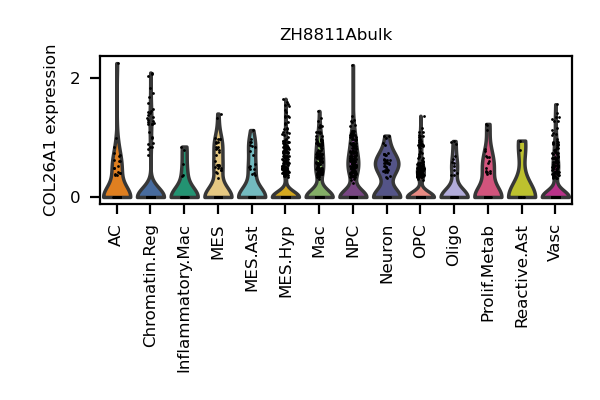 ZH8811Abulk
COL26A1 expression
2
0
AC
Chromatin.Reg
Inflammatory.Mac
MES
MES.Ast
MES.Hyp
Mac
NPC
Neuron
OPC
Oligo
Prolif.Metab
Reactive.Ast
Vasc